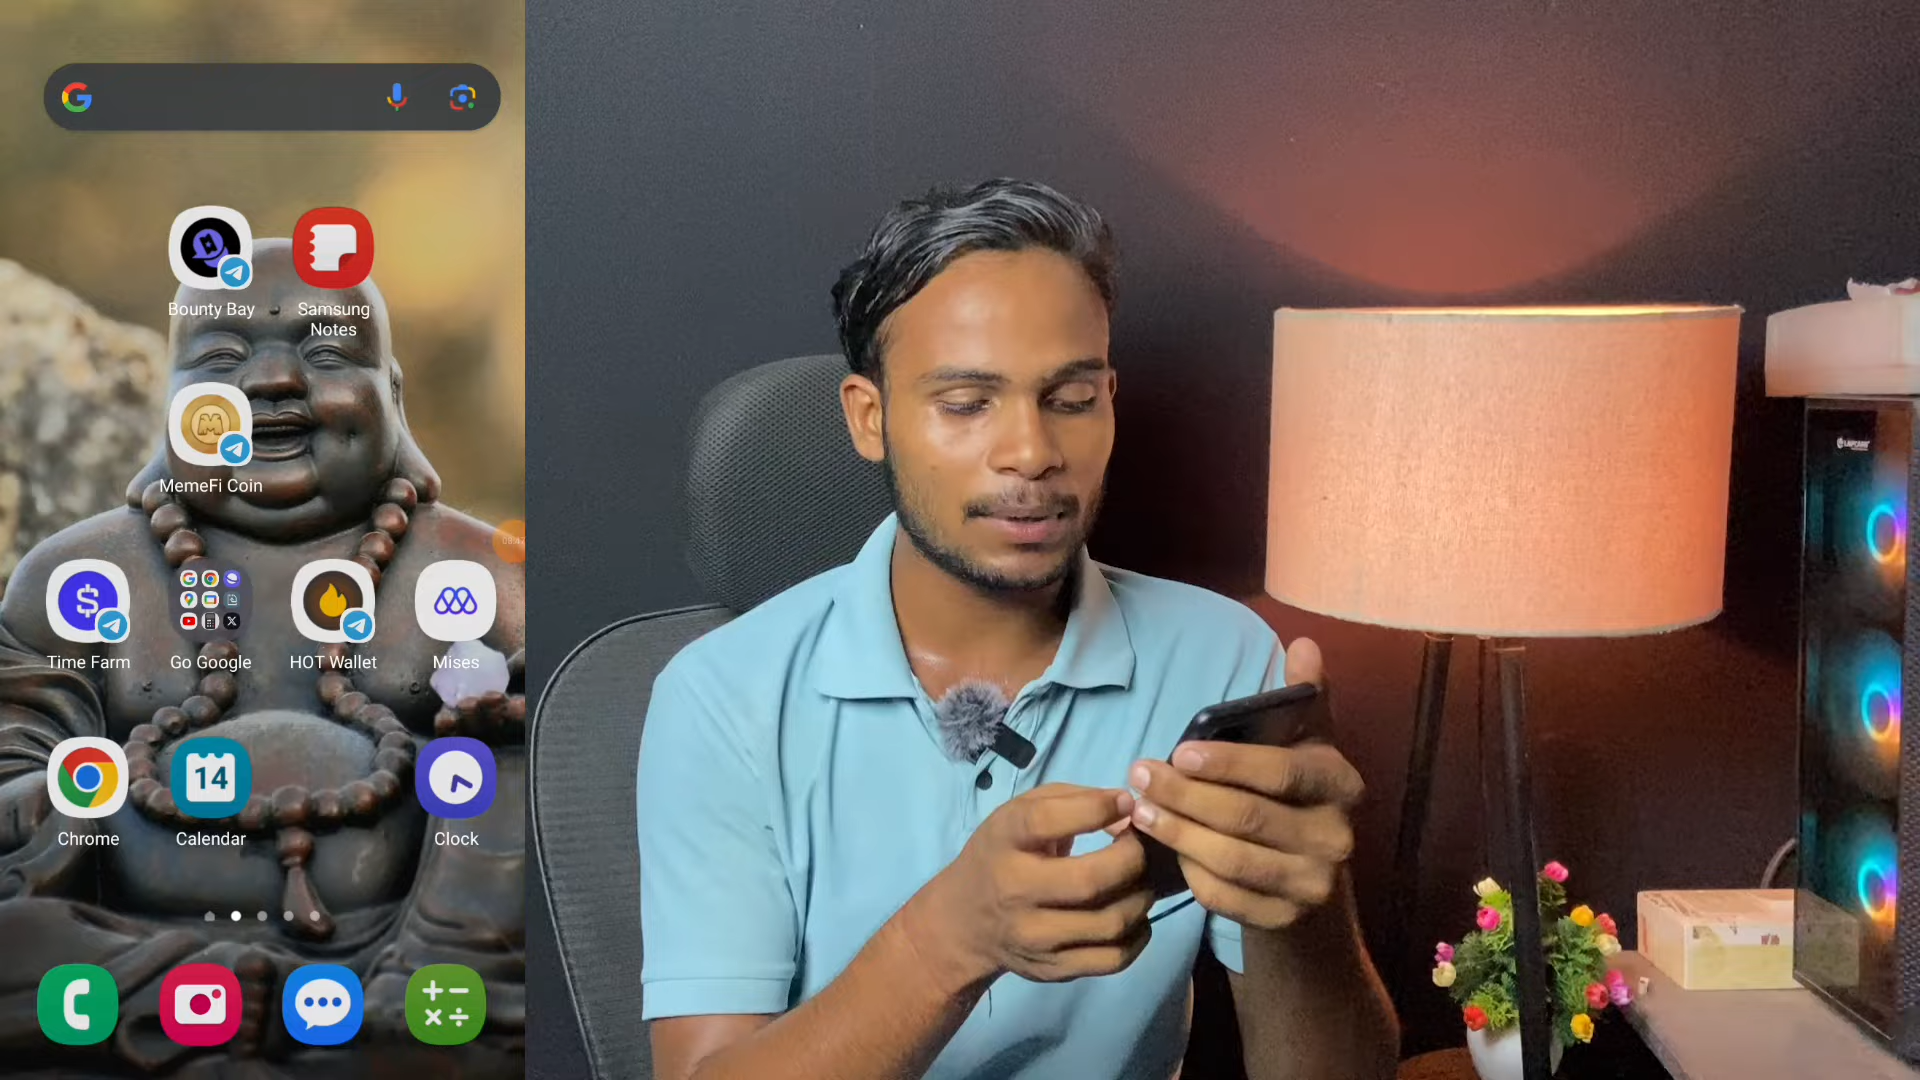 Bounty Bay
Samsung
Notes
MemeFi Coin
Time Farm
Go Google
HOT Wallet
Mises
Chrome
14
Calendar
Clock